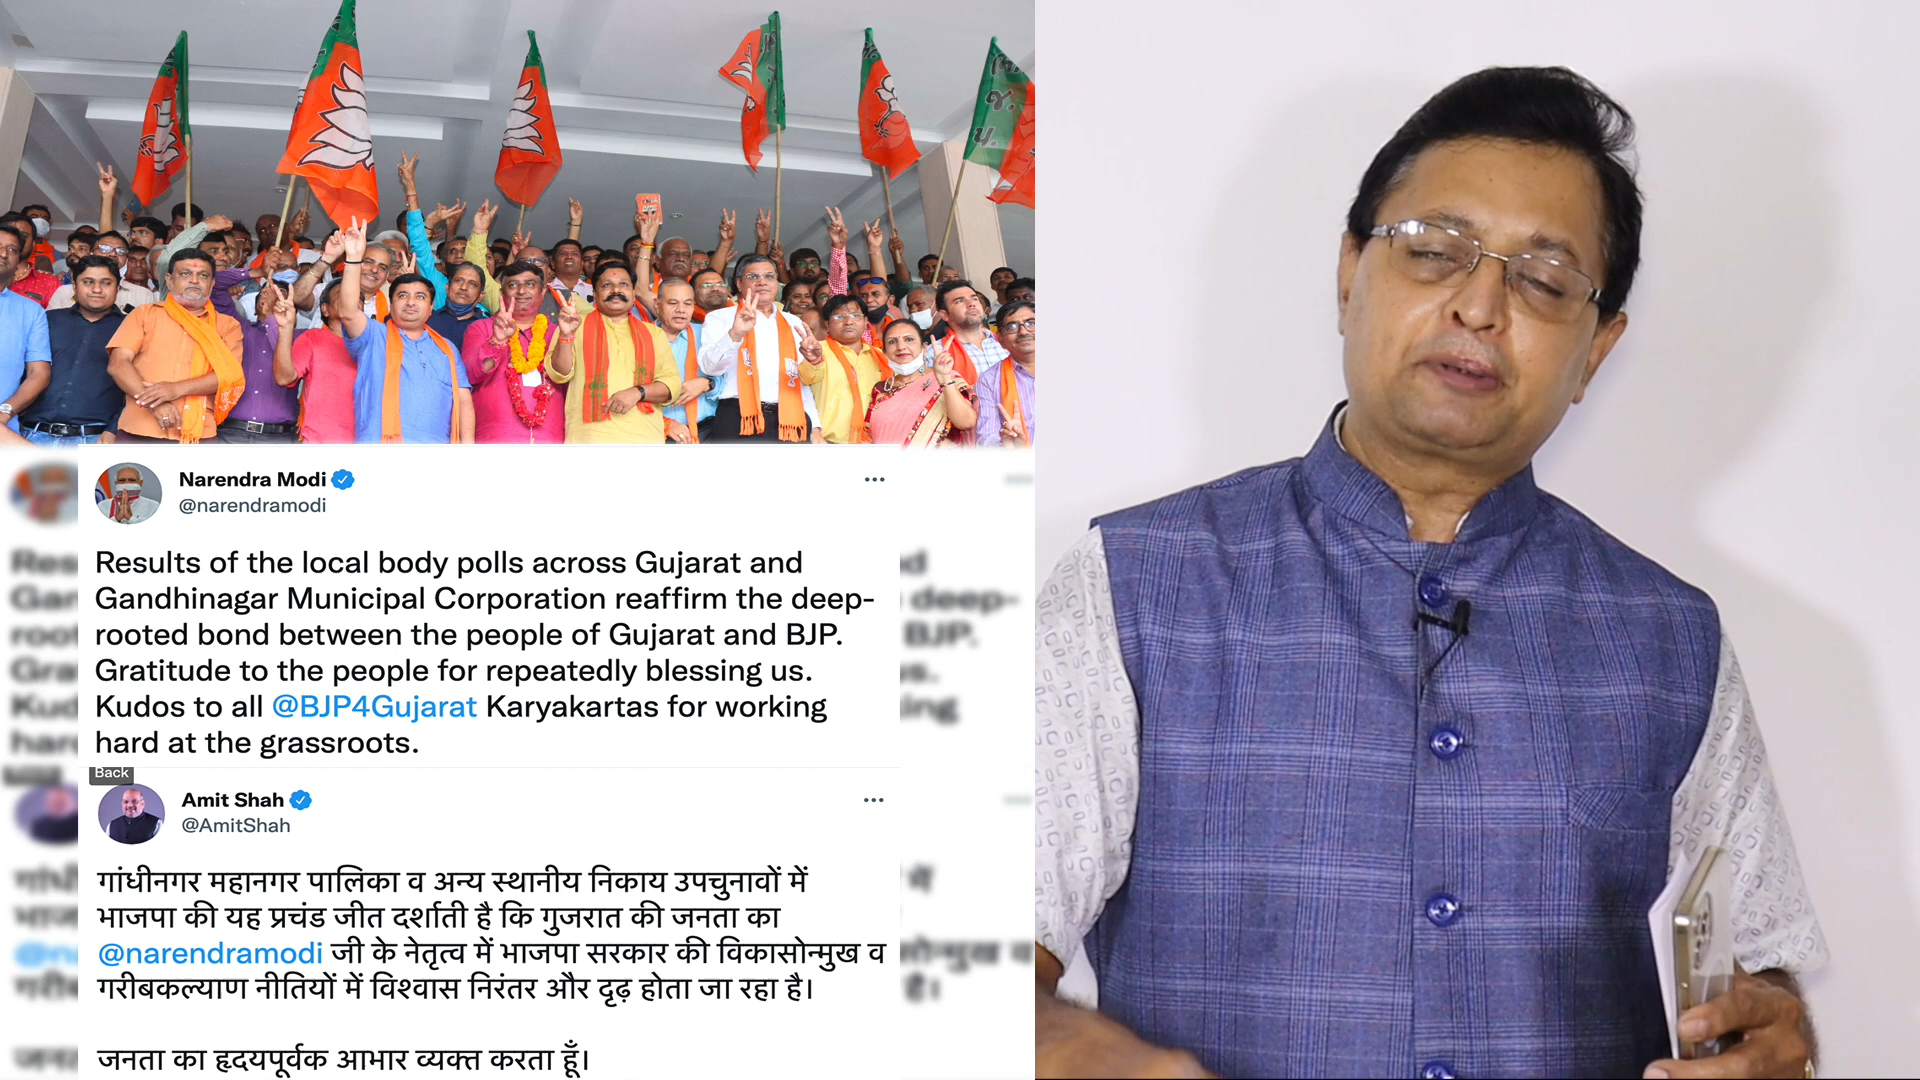 જ.
પ.
Narendra Modi
@narendramodi
Results of the local body polls across Gujarat and
Gandhinagar Municipal Corporation reaffirm the deep-
rooted bond between the people of Gujarat and BJP.
Gratitude to the people for repeatedly blessing us.
Kudos to all @BJP4Gujarat Karyakartas for working
hard at the grassroots.
Back
Amit Shah
@AmitShah
गांधीनगर महानगर पालिका व अन्य स्थानीय निकाय उपचुनावों में
भाजपा की यह प्रचंड जीत दर्शाती है कि गुजरात की जनता का
@narendramodi जी के नेतृत्व में भाजपा सरकार की विकासोन्मुख व
गरीबकल्याण नीतियों में विश्वास निरंतर और दृढ़ होता जा रहा है।
जनता का हृदयपूर्वक आभार व्यक्त करता हूँ।